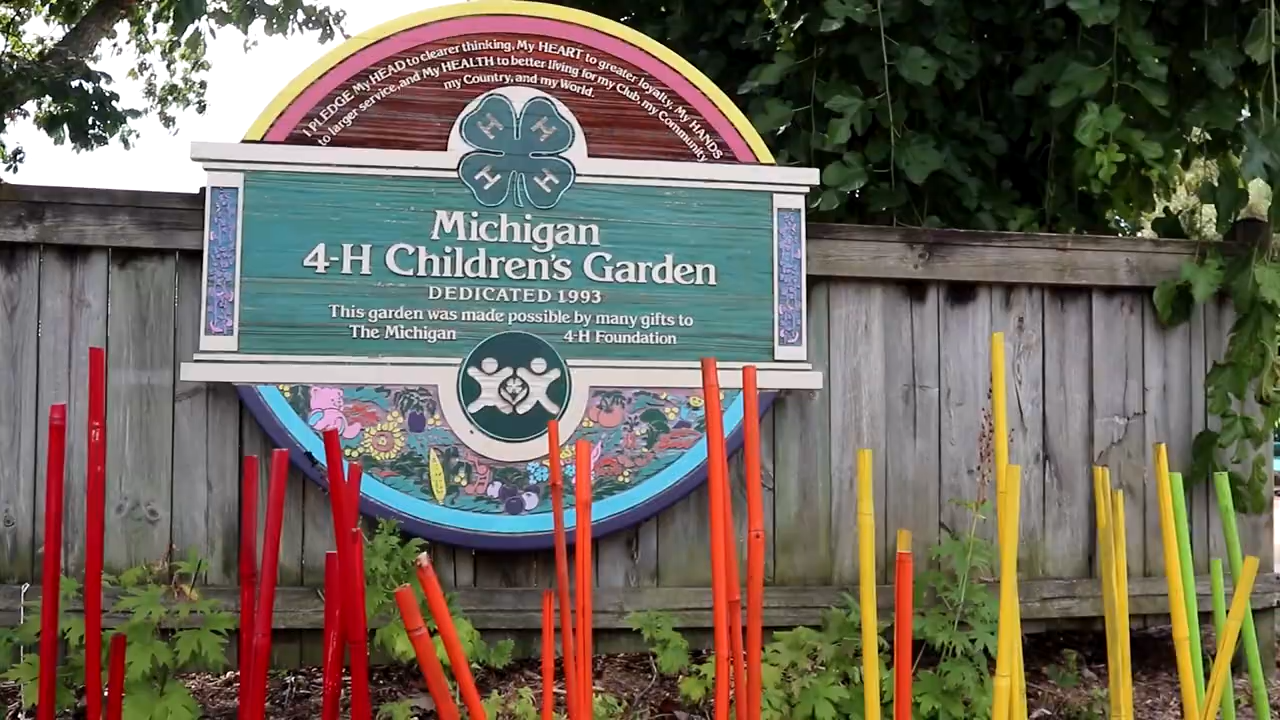 I PLEDGE My HEAD to clearer thinking, My HEART to greater loyalty, My HANDS
to larger service, and My HEALTH to better living for my Club, my Community
my Country, and my World.
H H
H H
Michigan
4-H Children's Garden
DEDICATED 1993
This garden was made possible by many gifts to
The Michigan 4-H Foundation